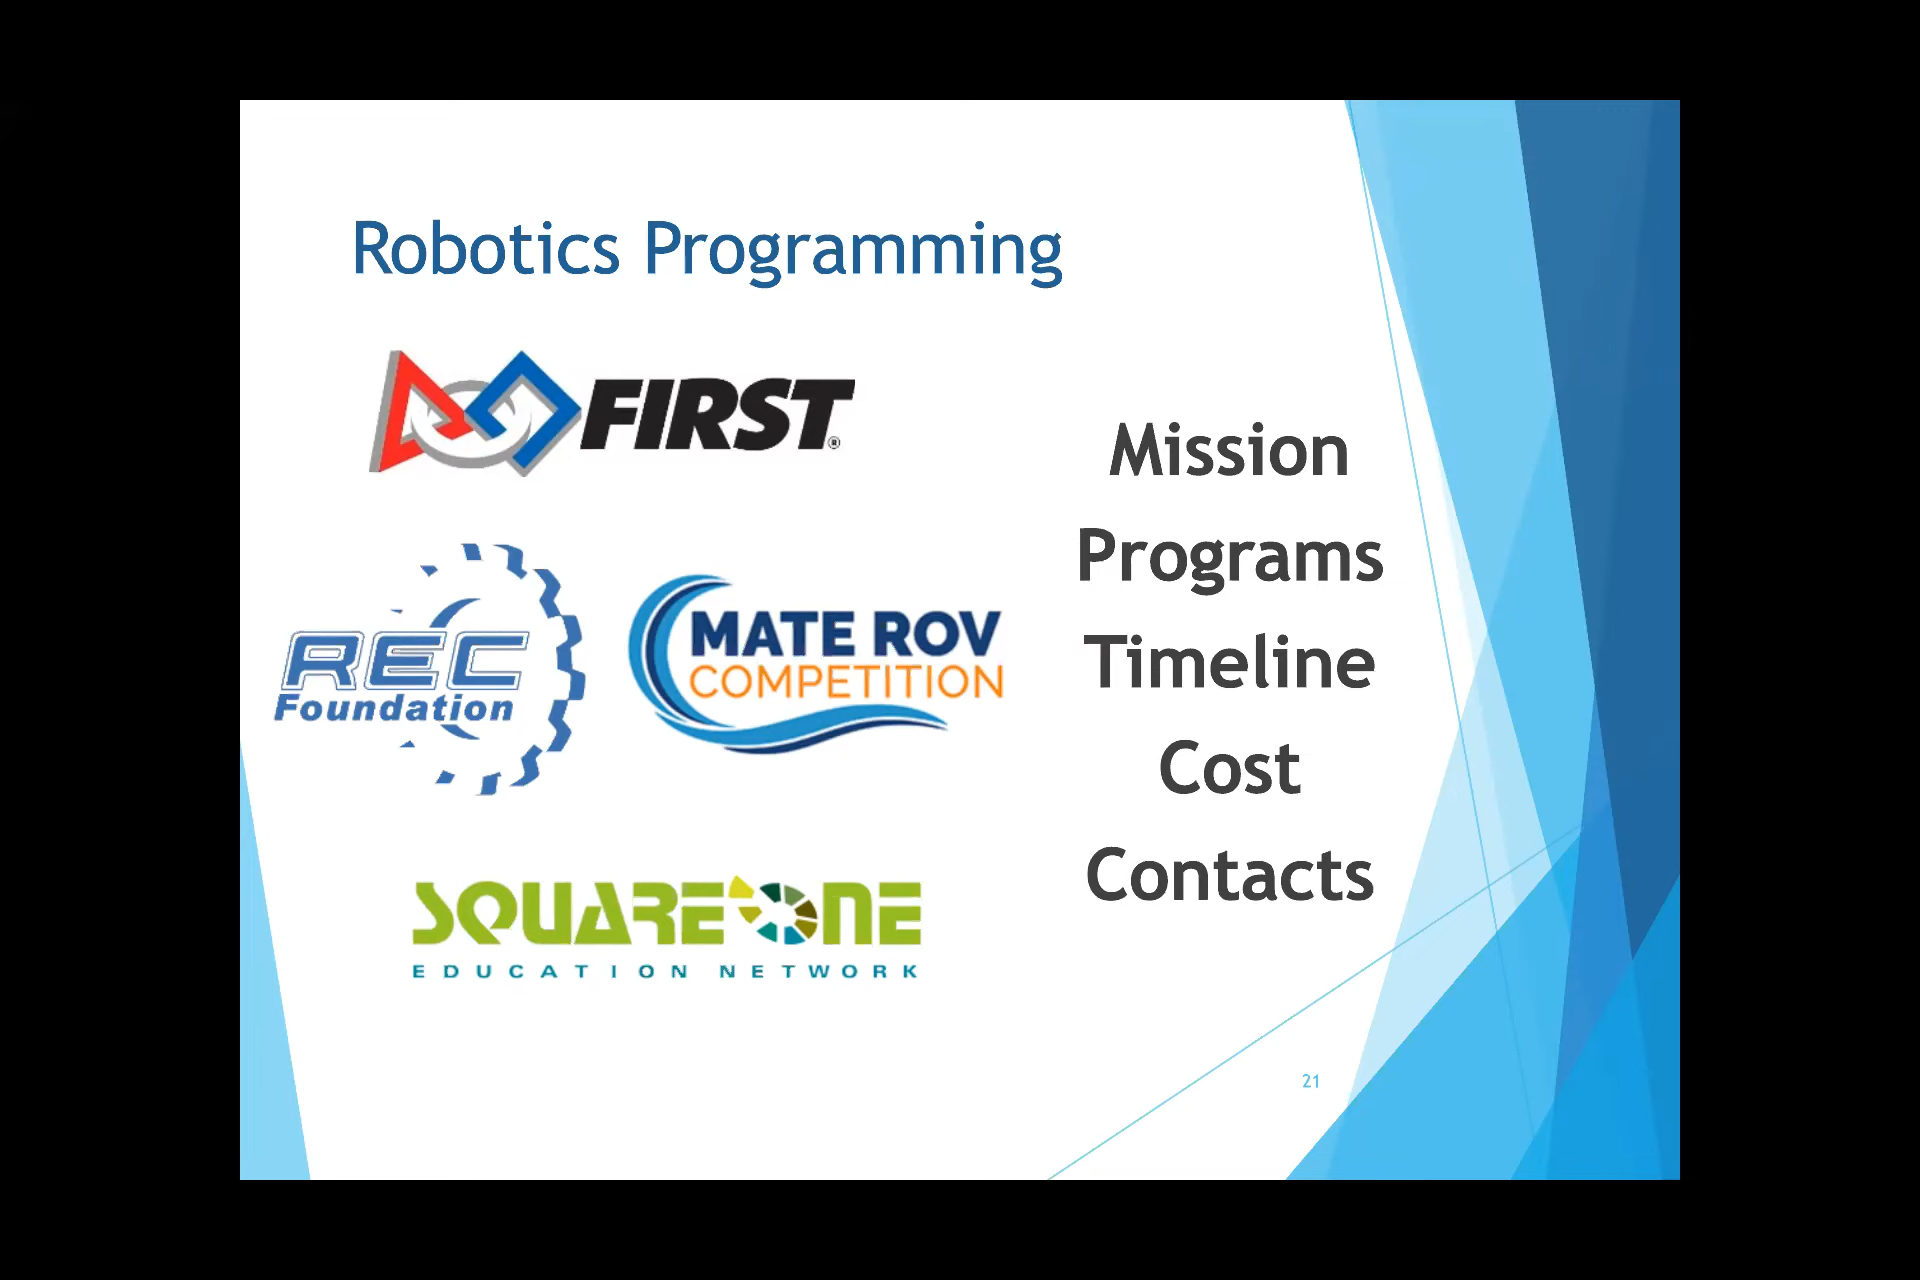 Robotics Programming
FIRST®
REC
Foundation
MATE ROV
COMPETITION
SQUARE ONE
EDUCATION NETWORK
Mission
Programs
Timeline
Cost
Contacts
21